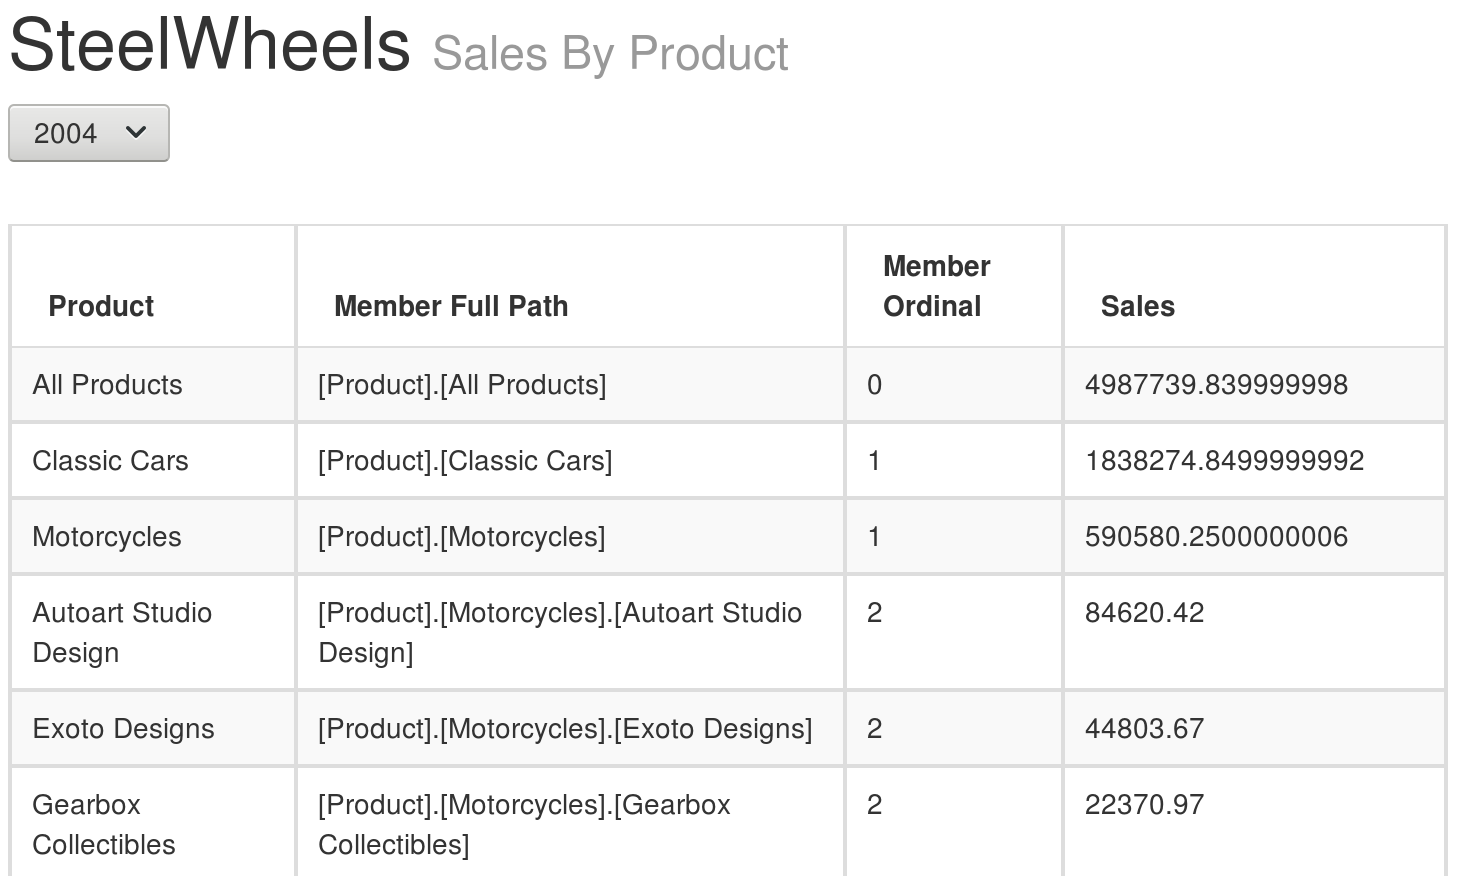 SteelWheels Sales By Product
2004
Member
Product Member Full Path Ordinal Sales
All Products [Product].[All Products] 0 4987739.839999998
Classic Cars [Product].[Classic Cars] 1 1838274.8499999992
Motorcycles [Product].[Motorcycles] 1 590580.2500000006
Autoart Studio [Product].[Motorcycles].[Autoart Studio 2 84620.42
Design Design]
Exoto Designs [Product].[Motorcycles].[Exoto Designs] 2 44803.67
Gearbox [Product].[Motorcycles].[Gearbox 2 22370.97
Collectibles Collectibles]